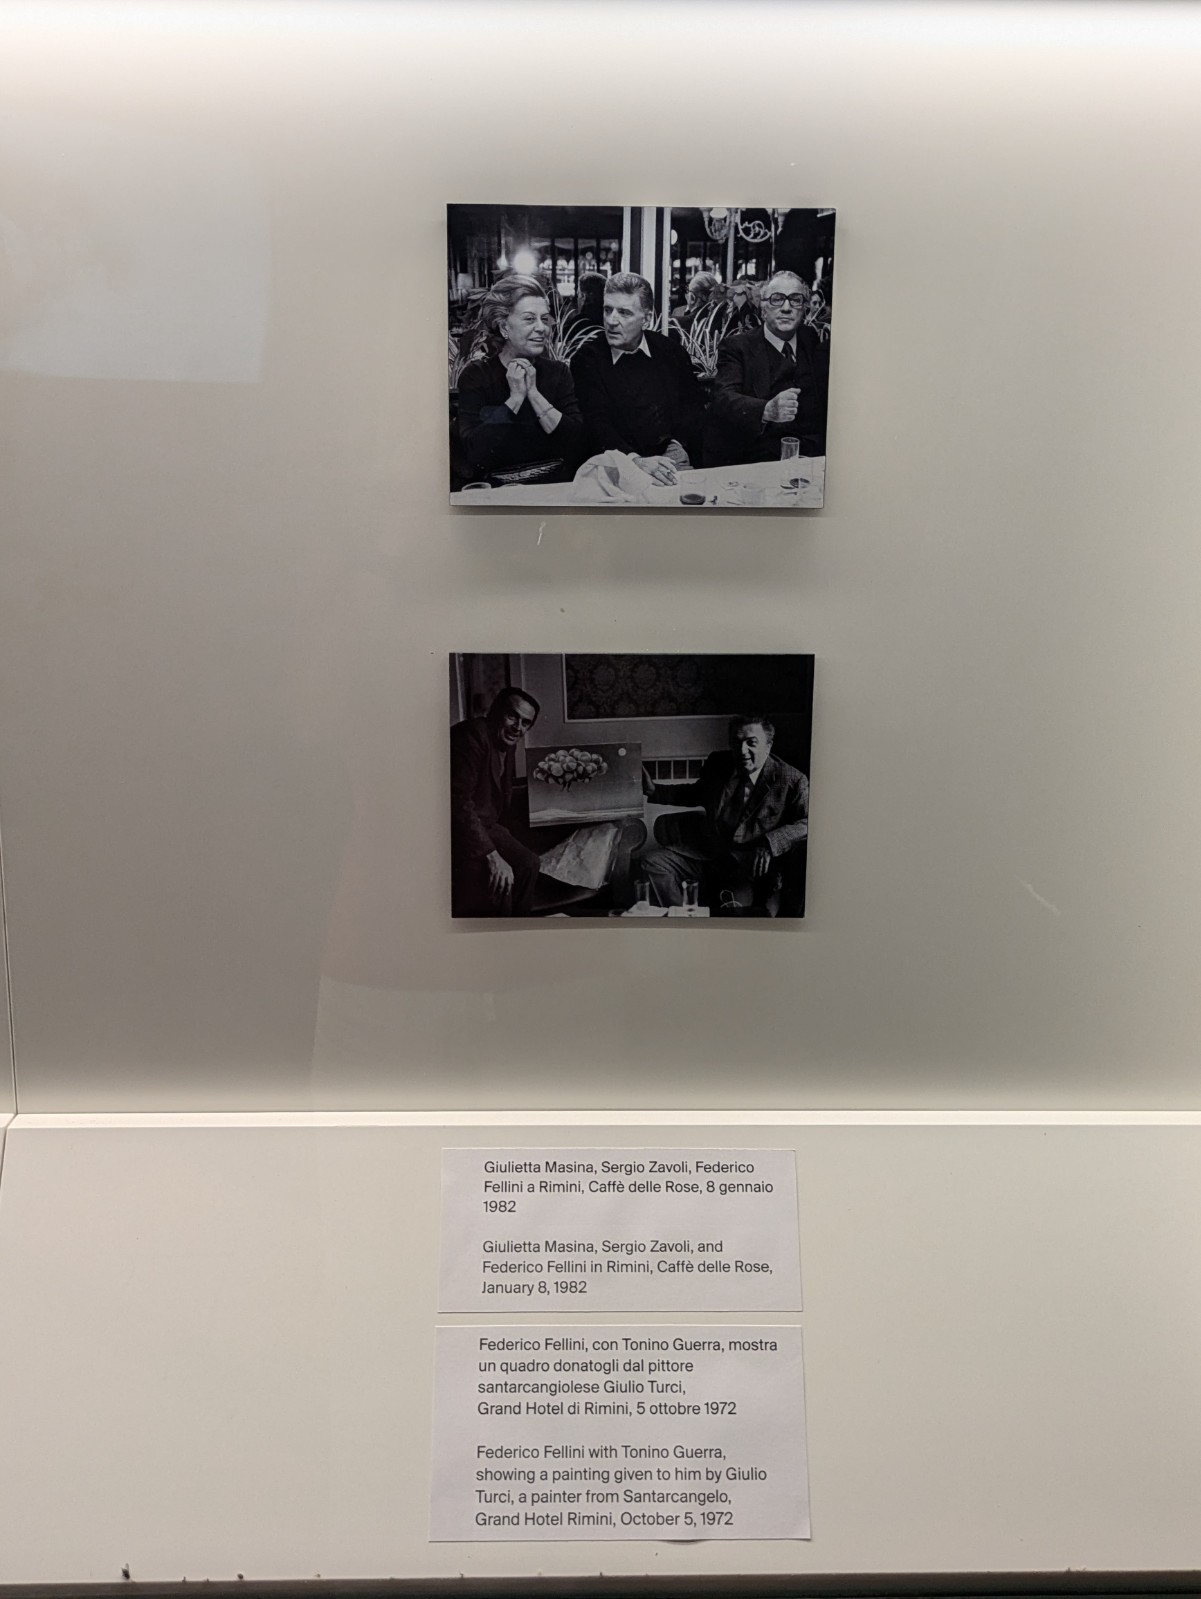 Giulietta Masina, Sergio Zavoli, Federico
Fellini a Rimini, Caffè delle Rose, 8 gennaio
1982
Giulietta Masina, Sergio Zavoli, and
Federico Fellini in Rimini, Caffè delle Rose,
January 8, 1982
Federico Fellini, con Tonino Guerra, mostra
un quadro donatogli dal pittore
santarcangiolese Giulio Turci,
Grand Hotel di Rimini, 5 ottobre 1972
Federico Fellini with Tonino Guerra,
showing a painting given to him by Giulio
Turci, a painter from Santarcangelo,
Grand Hotel Rimini, October 5, 1972